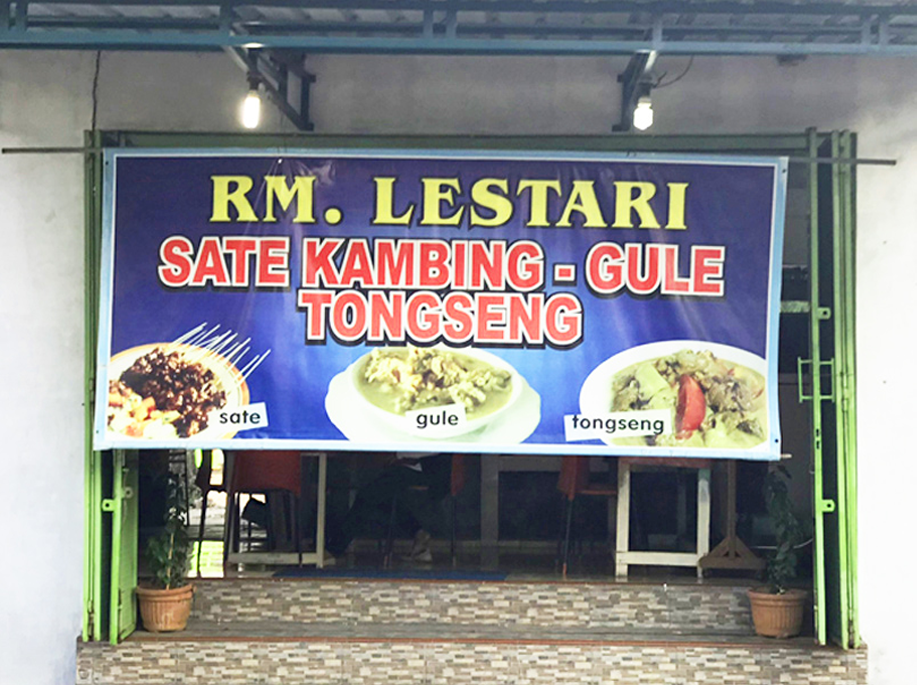 RM. LESTARI
SATE KAMBING - GULE
TONGSENG
sate
gule
tongseng